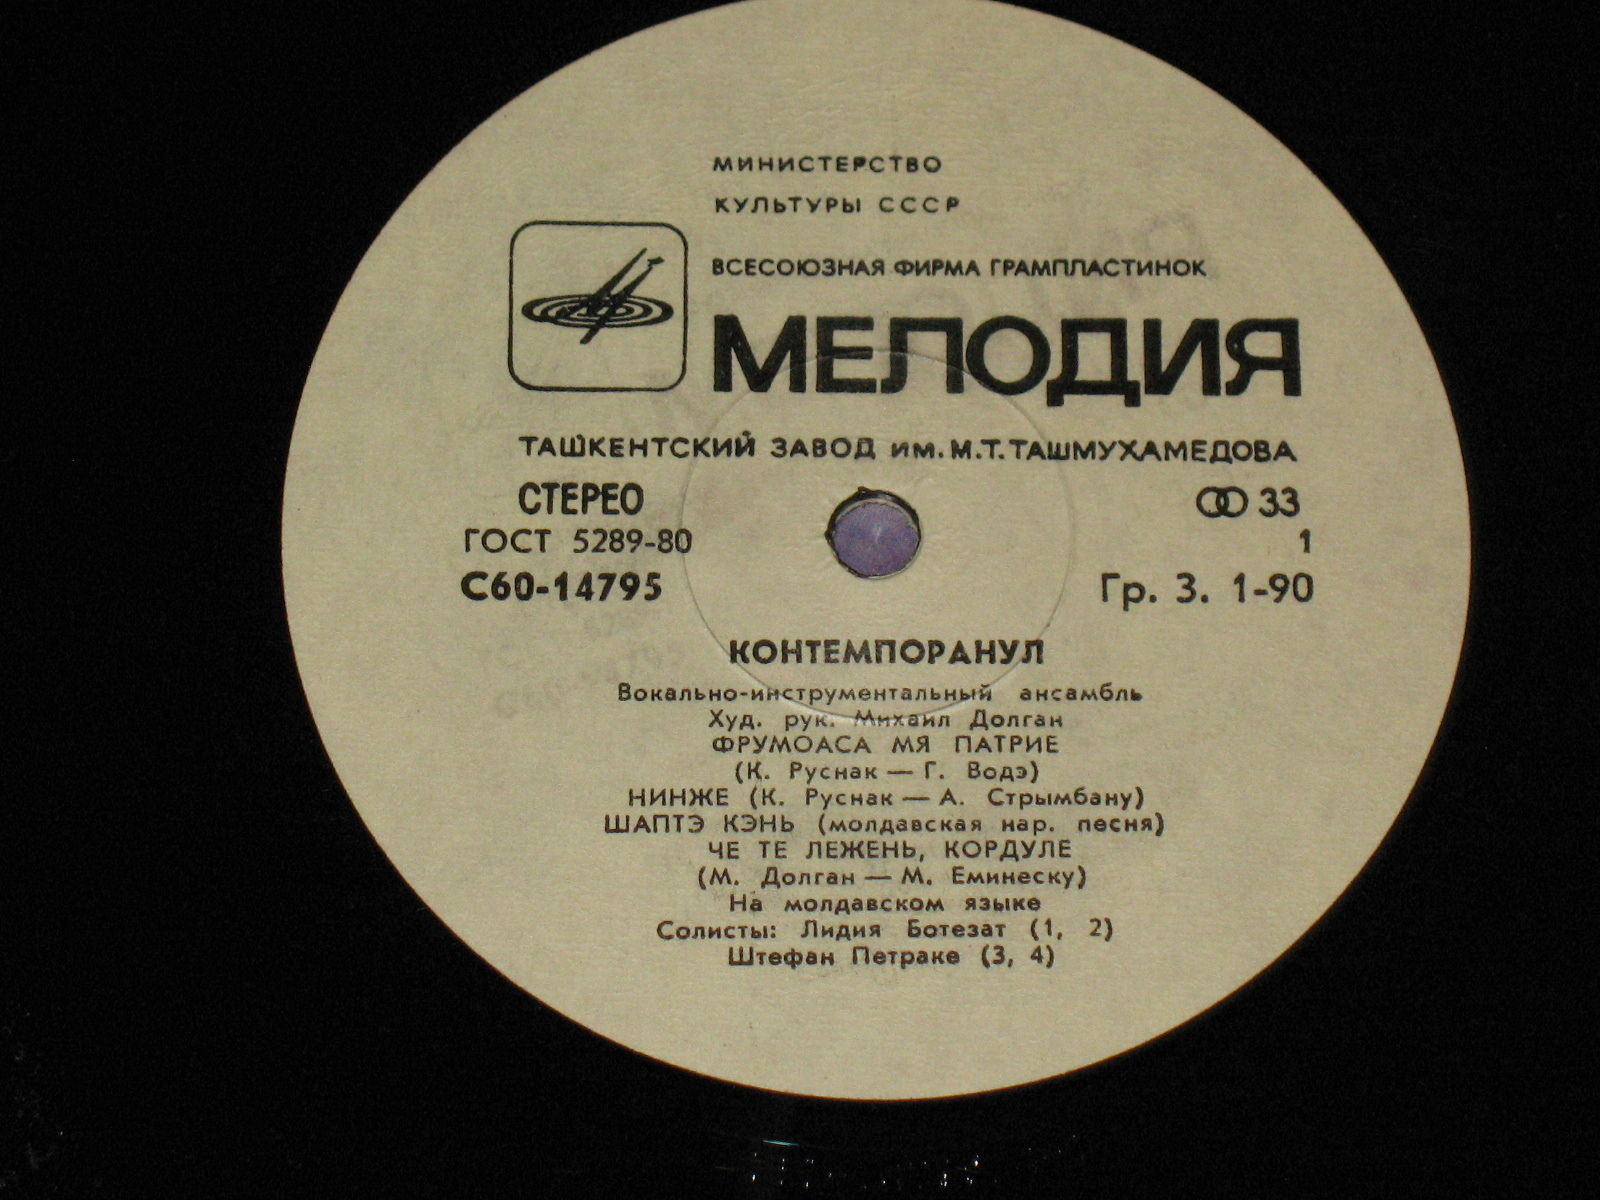 МИНИСТЕРСТВО
КУЛЬТУРЫ СССР
ВСЕСОЮЗНАЯ ФИРМА ГРАМПЛАСТИНОК
МЕЛОДИЯ
ТАШКЕНТСКИЙ ЗАВОД им. М.Т. ТАШМУХАМЕДОВА
СТЕРЕО 33
ГОСТ 5289-80 1
С60-14795 Гр. 3. 1-90
КОНТЕМПОРАНУЛ
Вокально-инструментальный ансамбль
Худ. рук. Михаил Долган
ФРУМОАСА МЯ ПАТРИЕ
(К. Руснак — Г. Водэ)
НИНЖЕ (К. Руснак — А. Стрымбану)
ШАПТЭ КЭНЬ (молдавская нар. песня)
ЧЕ ТЕ ЛЕЖЕНЬ, КОРДУЛЕ
(М. Долган — М. Еминеску)
На молдавском языке
Солисты: Лидия Ботезат (1, 2)
Штефан Петраке (3, 4)